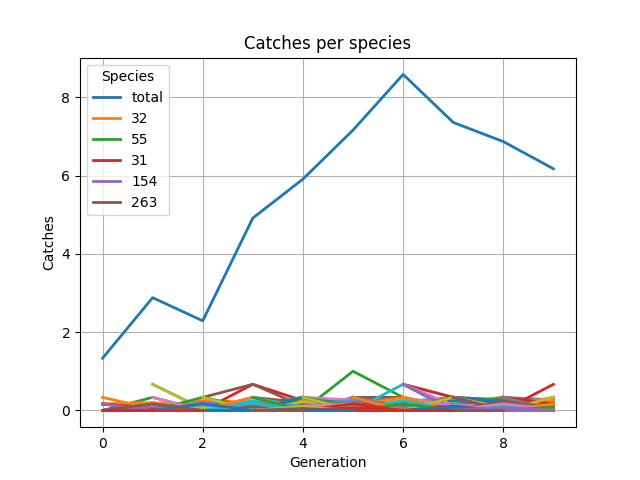 Catches per species
Species
total
32
55
31
154
263
8
6
4
2
0
Catches
0 2 4 6 8
Generation